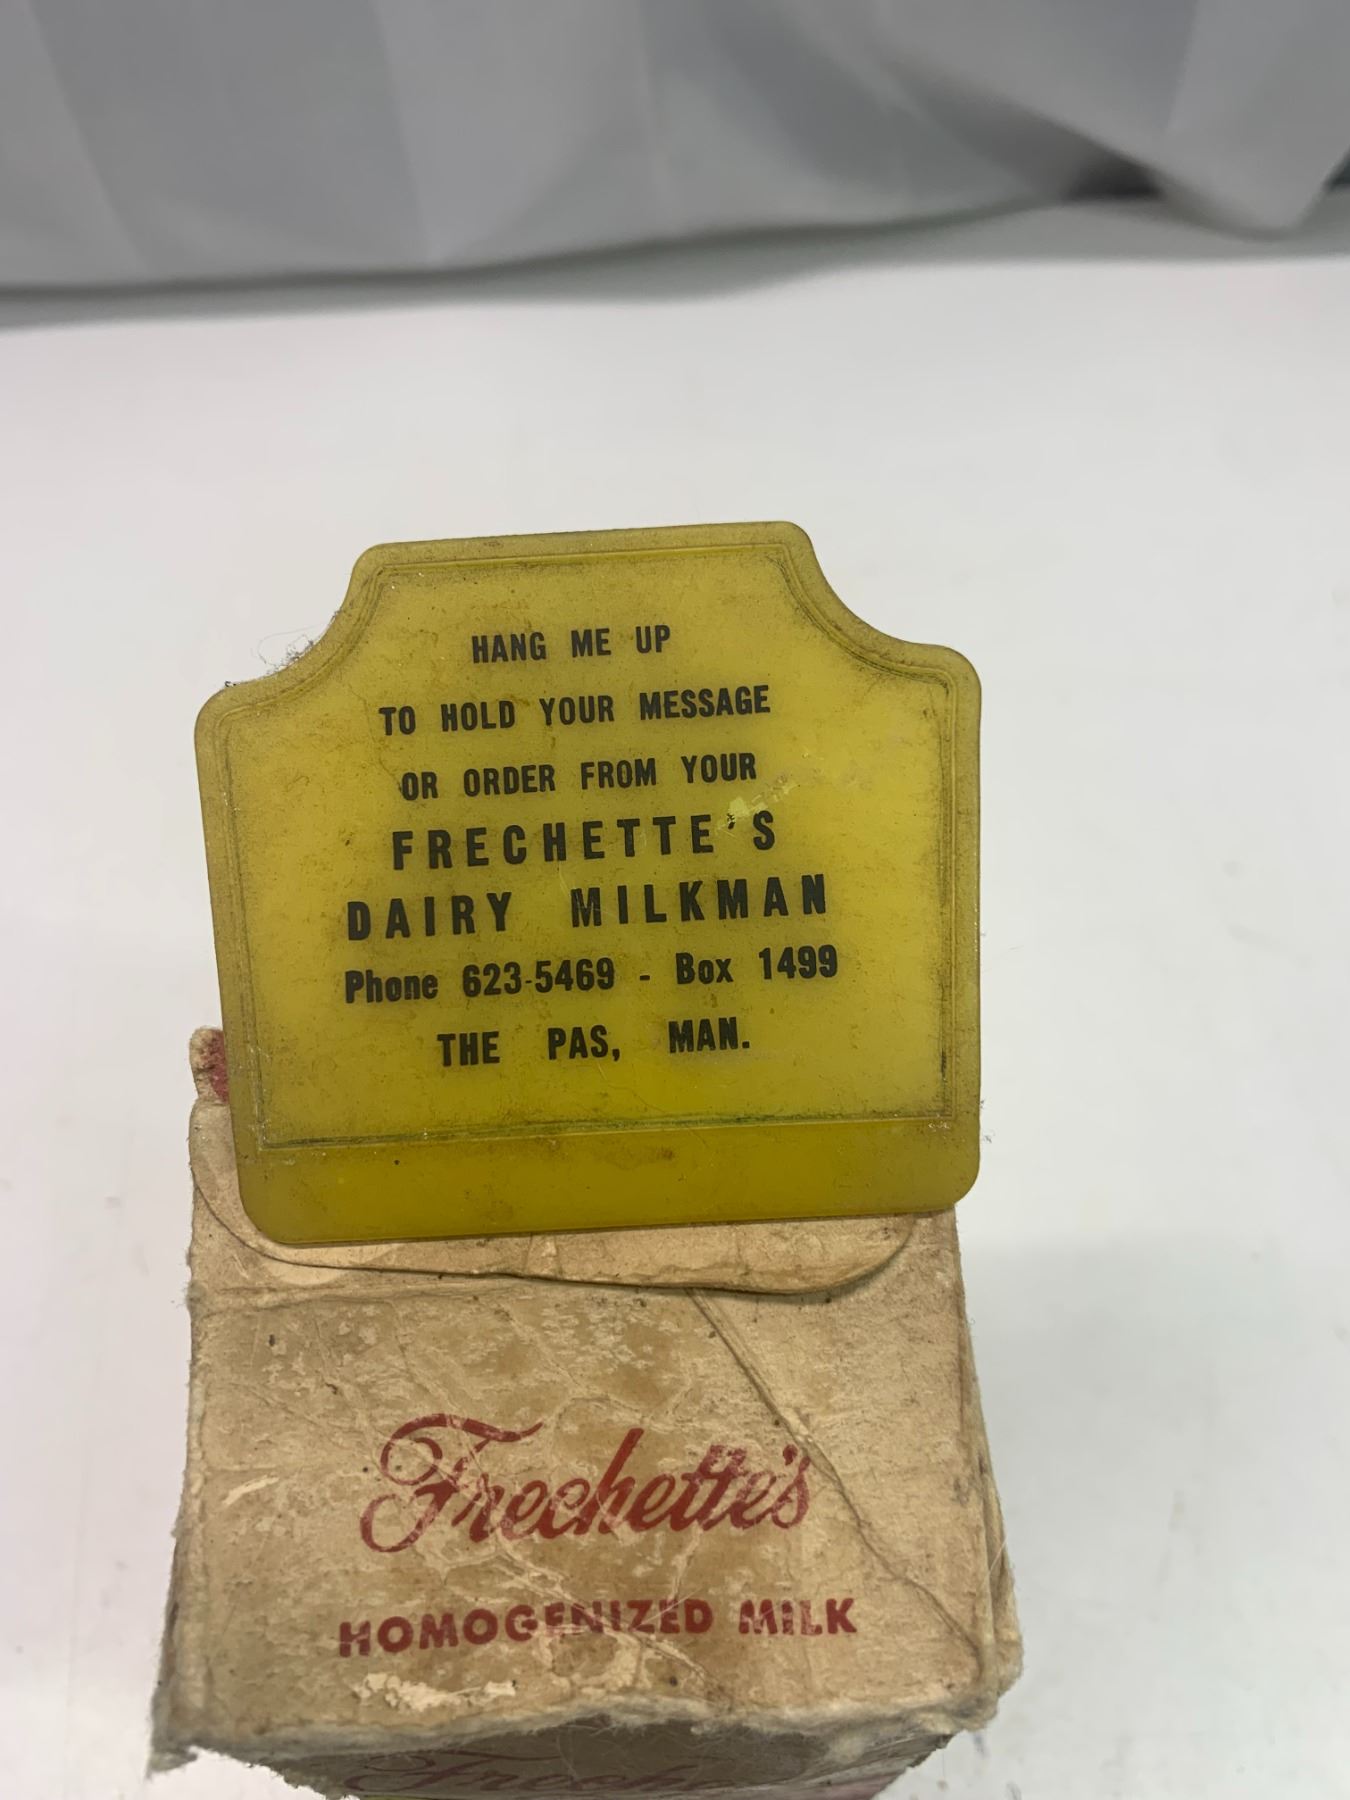 HANG ME UP
TO HOLD YOUR MESSAGE
OR ORDER FROM YOUR
FRECHETTE'S
DAIRY MILKMAN
Phone 623-5469 - Box 1499
THE PAS, MAN.
Frechette's
HOMOGENIZED MILK